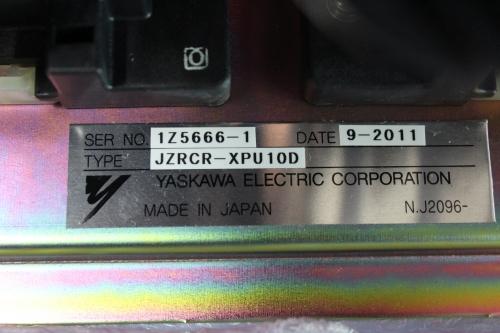 SER NO. 1Z5666-1 DATE 9-2011
TYPE JZRCR-XPU10D
YASKAWA ELECTRIC CORPORATION
MADE IN JAPAN N.J2096-